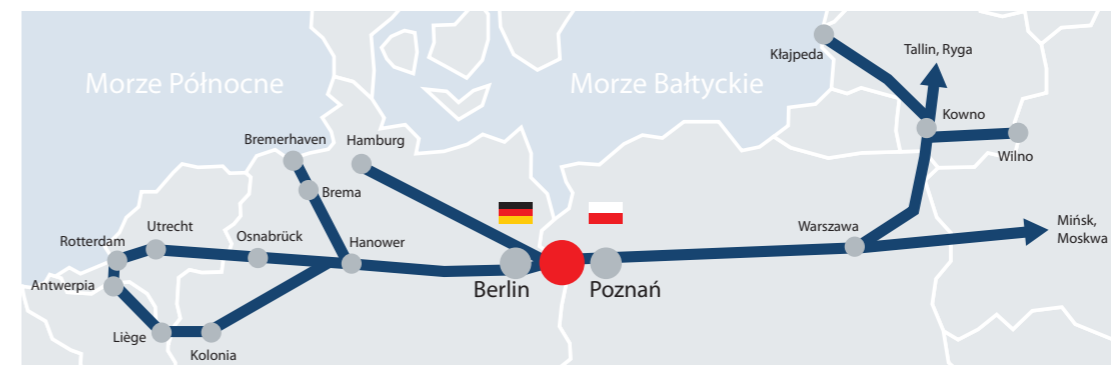 Morze Północne
Morze Bałtyckie
Kłajpeda
Tallin, Ryga
Kowno
Wilno
Bremerhaven
Hamburg
Brema
Utrecht
Osnabrück
Hanower
Rotterdam
Antwerpia
Liège
Kolonia
Berlin
Poznań
Warszawa
Mińsk,
Moskwa